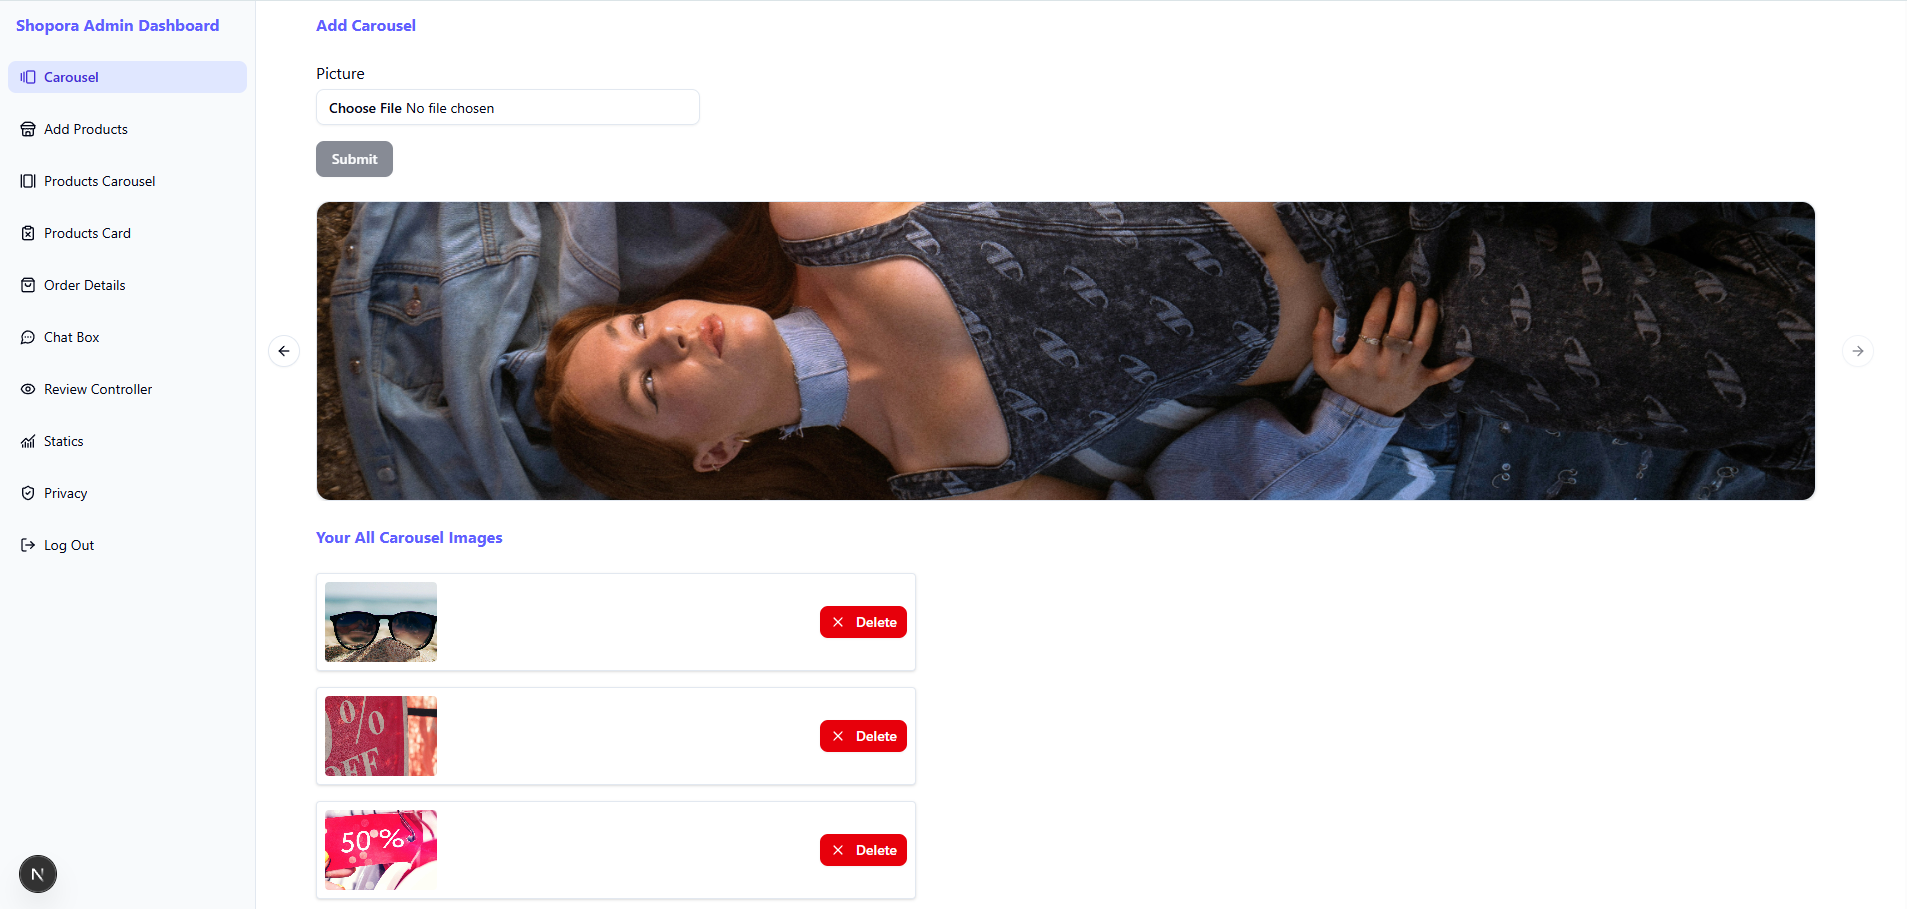 Shopora Admin Dashboard
Carousel
Add Products
Products Carousel
Products Card
Order Details
Chat Box
Review Controller
Statics
Privacy
Log Out
N
Add Carousel
Picture
Choose File No file chosen
Submit
Your All Carousel Images
Delete
%
OFF
Delete
50 %
Delete